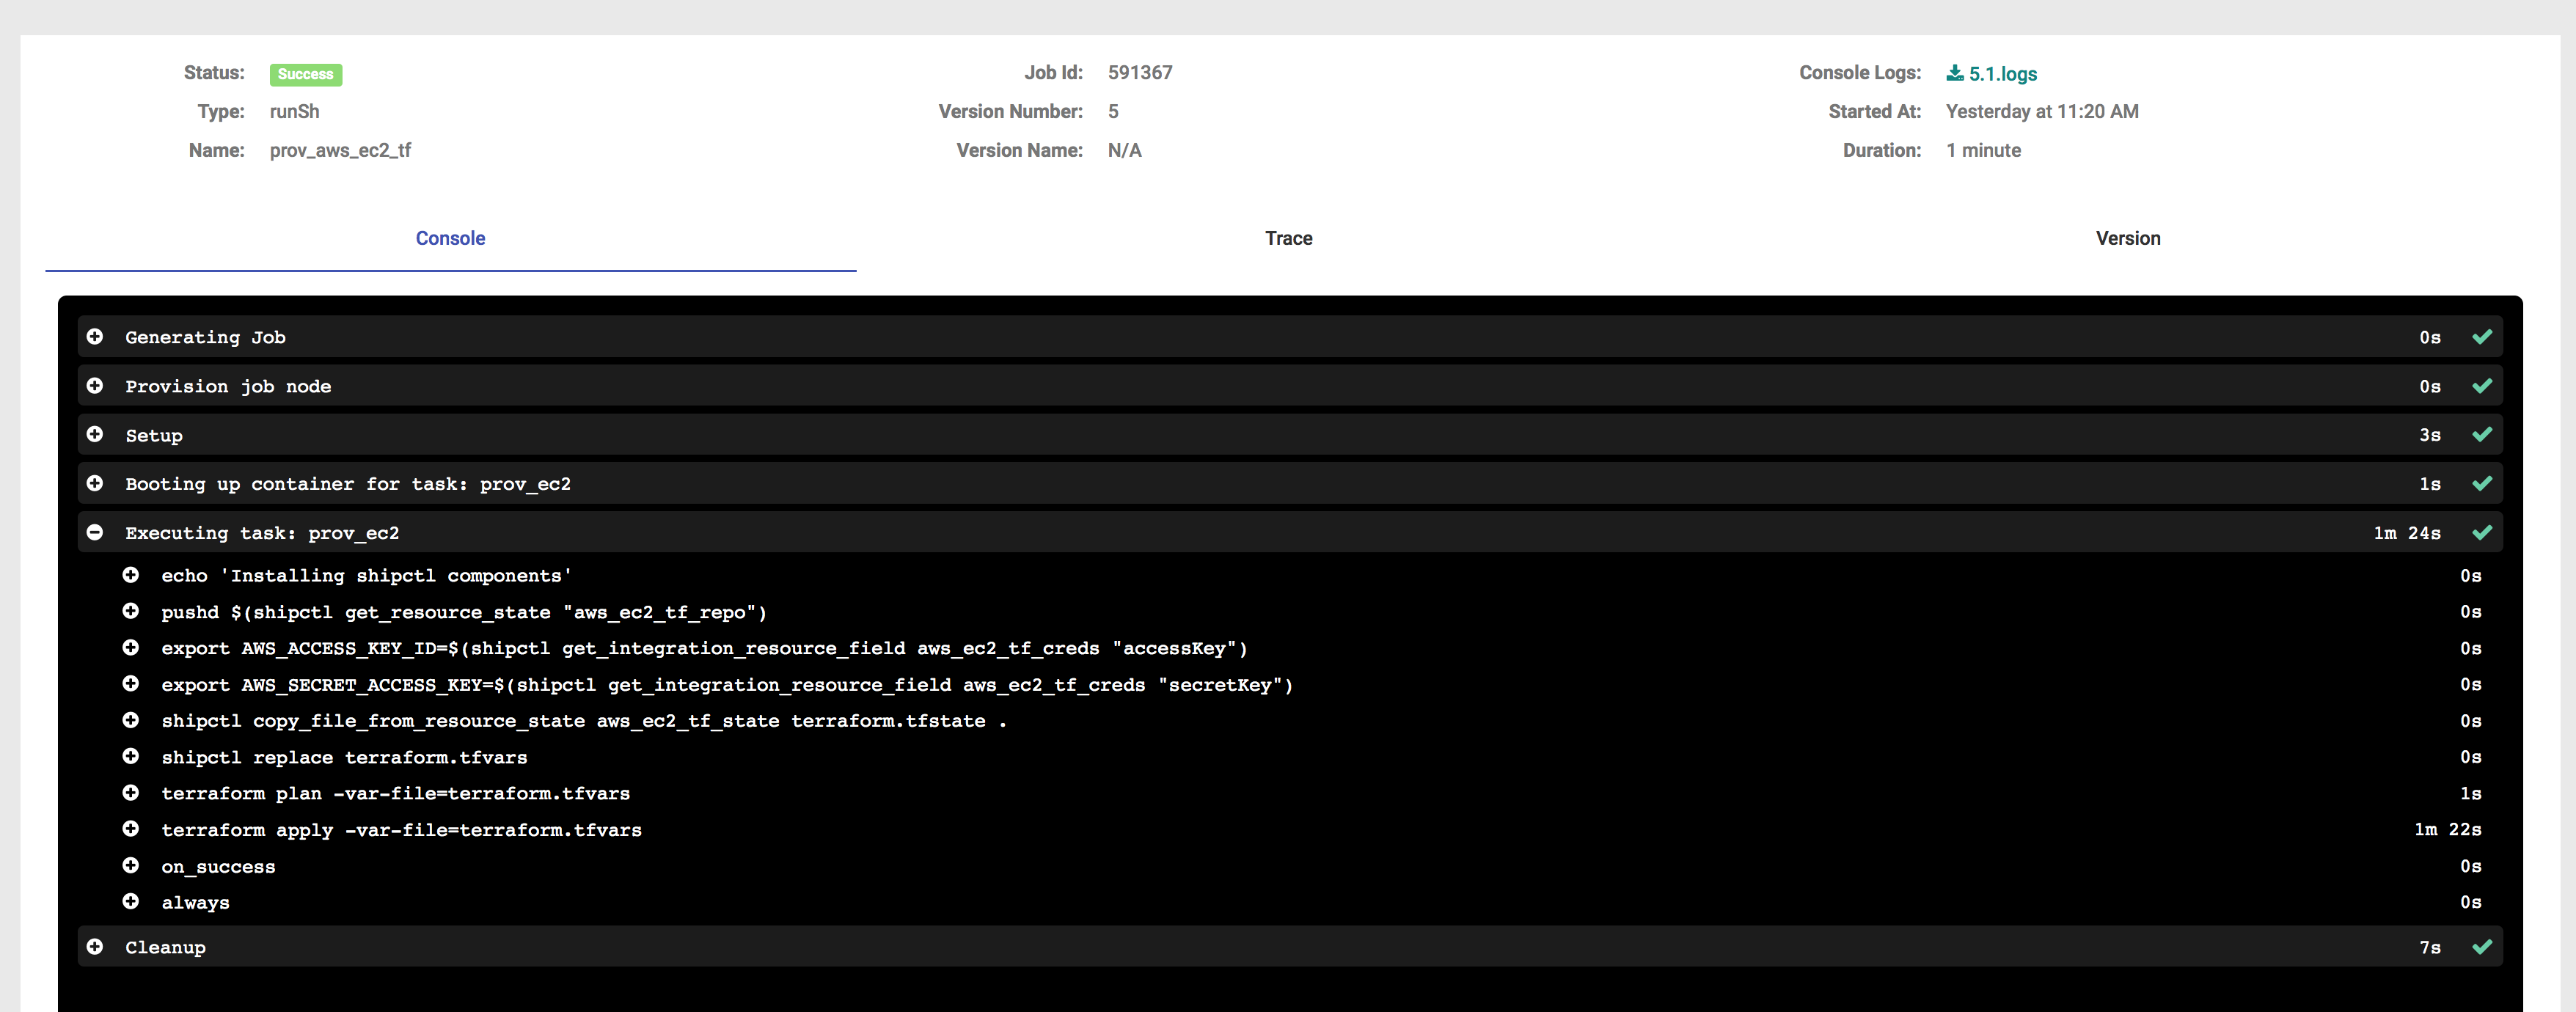 Status: Success Job Id: 591367 Console Logs: 5.1.logs
Type: runSh Version Number: 5 Started At: Yesterday at 11:20 AM
Name: prov_aws_ec2_tf Version Name: N/A Duration: 1 minute
Console Trace Version
Generating Job 0s
Provision job node 0s
Setup 3s
Booting up container for task: prov_ec2 1s
Executing task: prov_ec2 1m 24s
echo 'Installing shipctl components' 0s
pushd $(shipctl get_resource_state "aws_ec2_tf_repo") 0s
export AWS_ACCESS_KEY_ID=$(shipctl get_integration_resource_field aws_ec2_tf_creds "accessKey") 0s
export AWS_SECRET_ACCESS_KEY=$(shipctl get_integration_resource_field aws_ec2_tf_creds "secretKey") 0s
shipctl copy_file_from_resource_state aws_ec2_tf_state terraform.tfstate . 0s
shipctl replace terraform.tfvars 0s
terraform plan -var-file=terraform.tfvars 1s
terraform apply -var-file=terraform.tfvars 1m 22s
on_success 0s
always 0s
Cleanup 7s